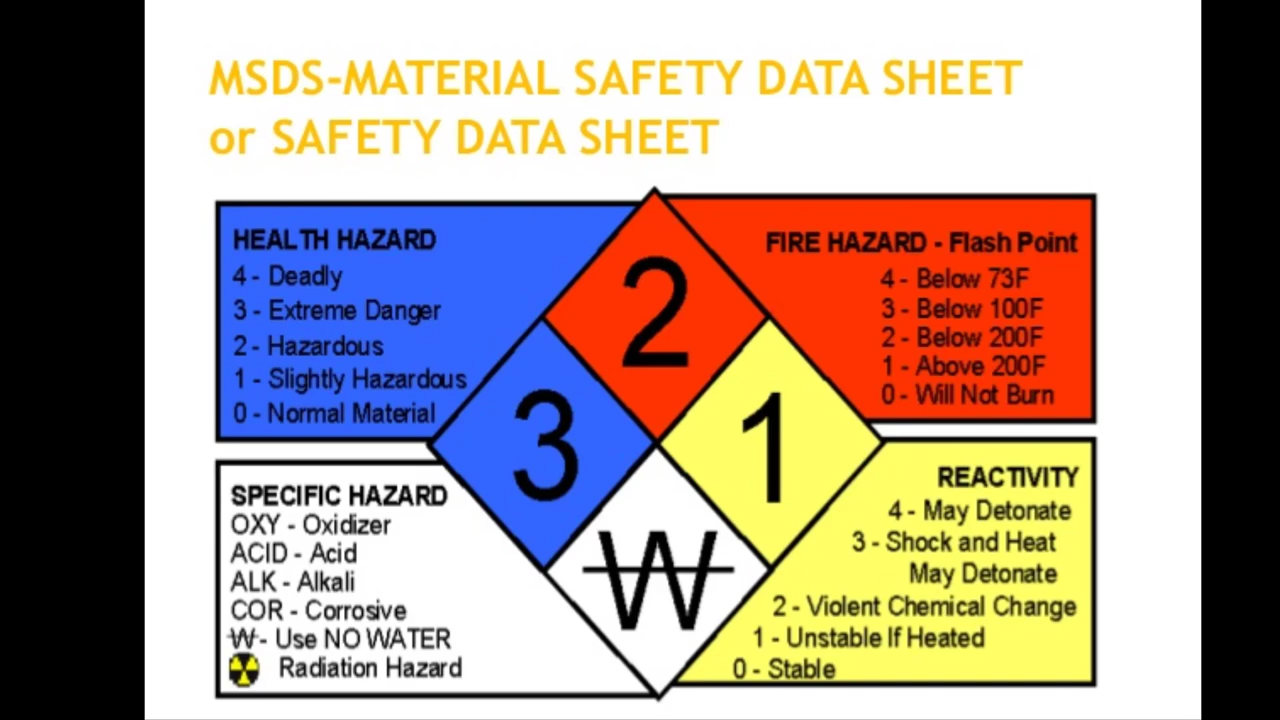 MSDS-MATERIAL SAFETY DATA SHEET
or SAFETY DATA SHEET
HEALTH HAZARD
4 - Deadly
3 - Extreme Danger
2 - Hazardous
1 - Slightly Hazardous
0 - Normal Material
FIRE HAZARD - Flash Point
4 - Below 73F
3 - Below 100F
2 - Below 200F
1 - Above 200F
0 - Will Not Burn
2
3
1
W̶
SPECIFIC HAZARD
OXY - Oxidizer
ACID - Acid
ALK - Alkali
COR - Corrosive
W̶ - Use NO WATER
Radiation Hazard
REACTIVITY
4 - May Detonate
3 - Shock and Heat
May Detonate
2 - Violent Chemical Change
1 - Unstable If Heated
0 - Stable